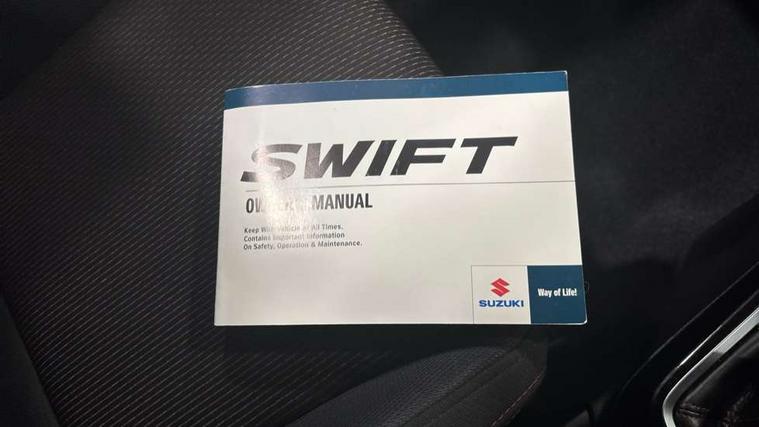 SWIFT
OWNER'S MANUAL
Keep With Vehicle at All Times.
Contains Important Information
On Safety, Operation & Maintenance.
SUZUKI
Way of Life!